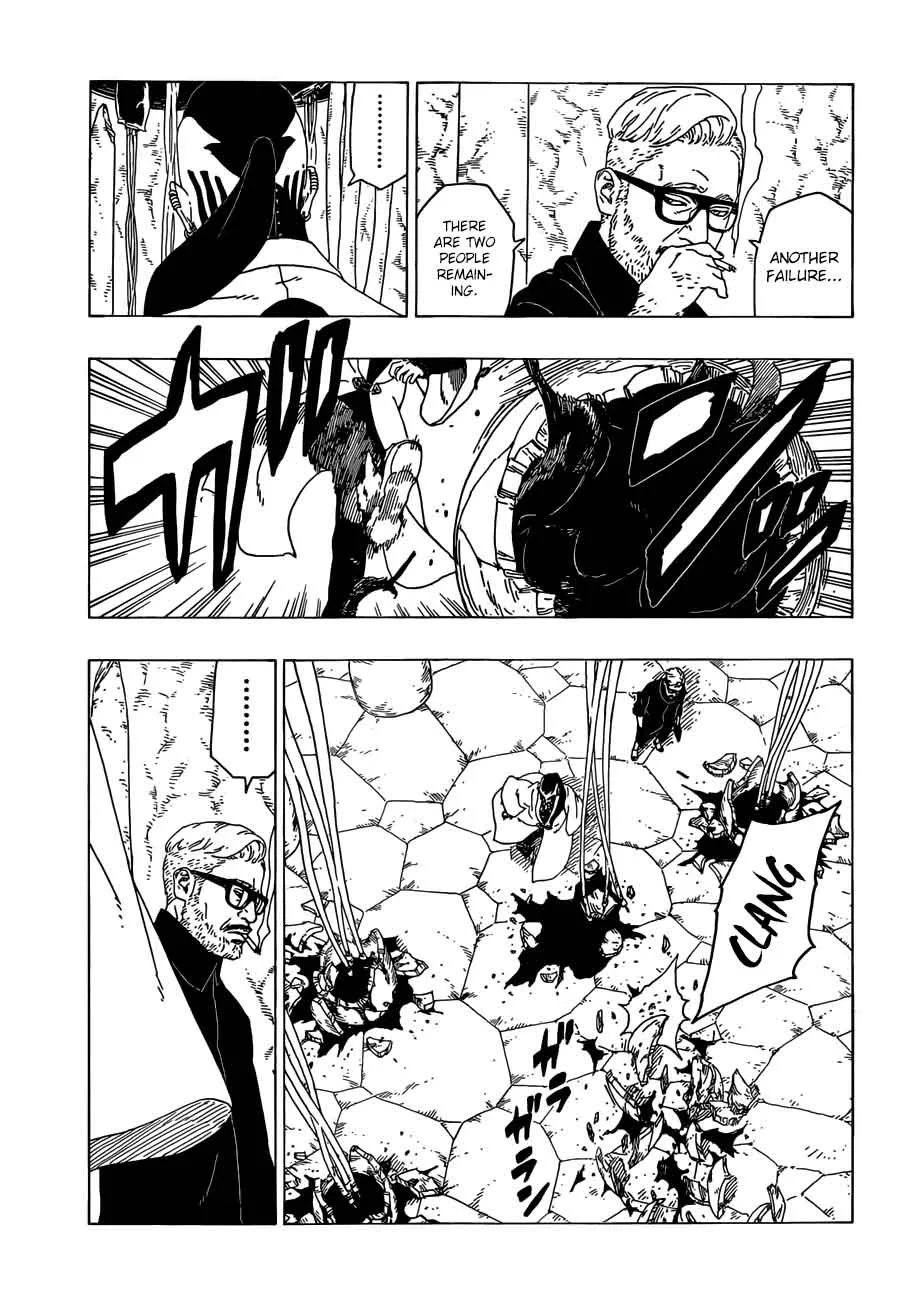 ANOTHER
FAILURE...
THERE
ARE TWO
PEOPLE
REMAIN-
ING.
.........
CLANG
ガラ
ガラン
.........